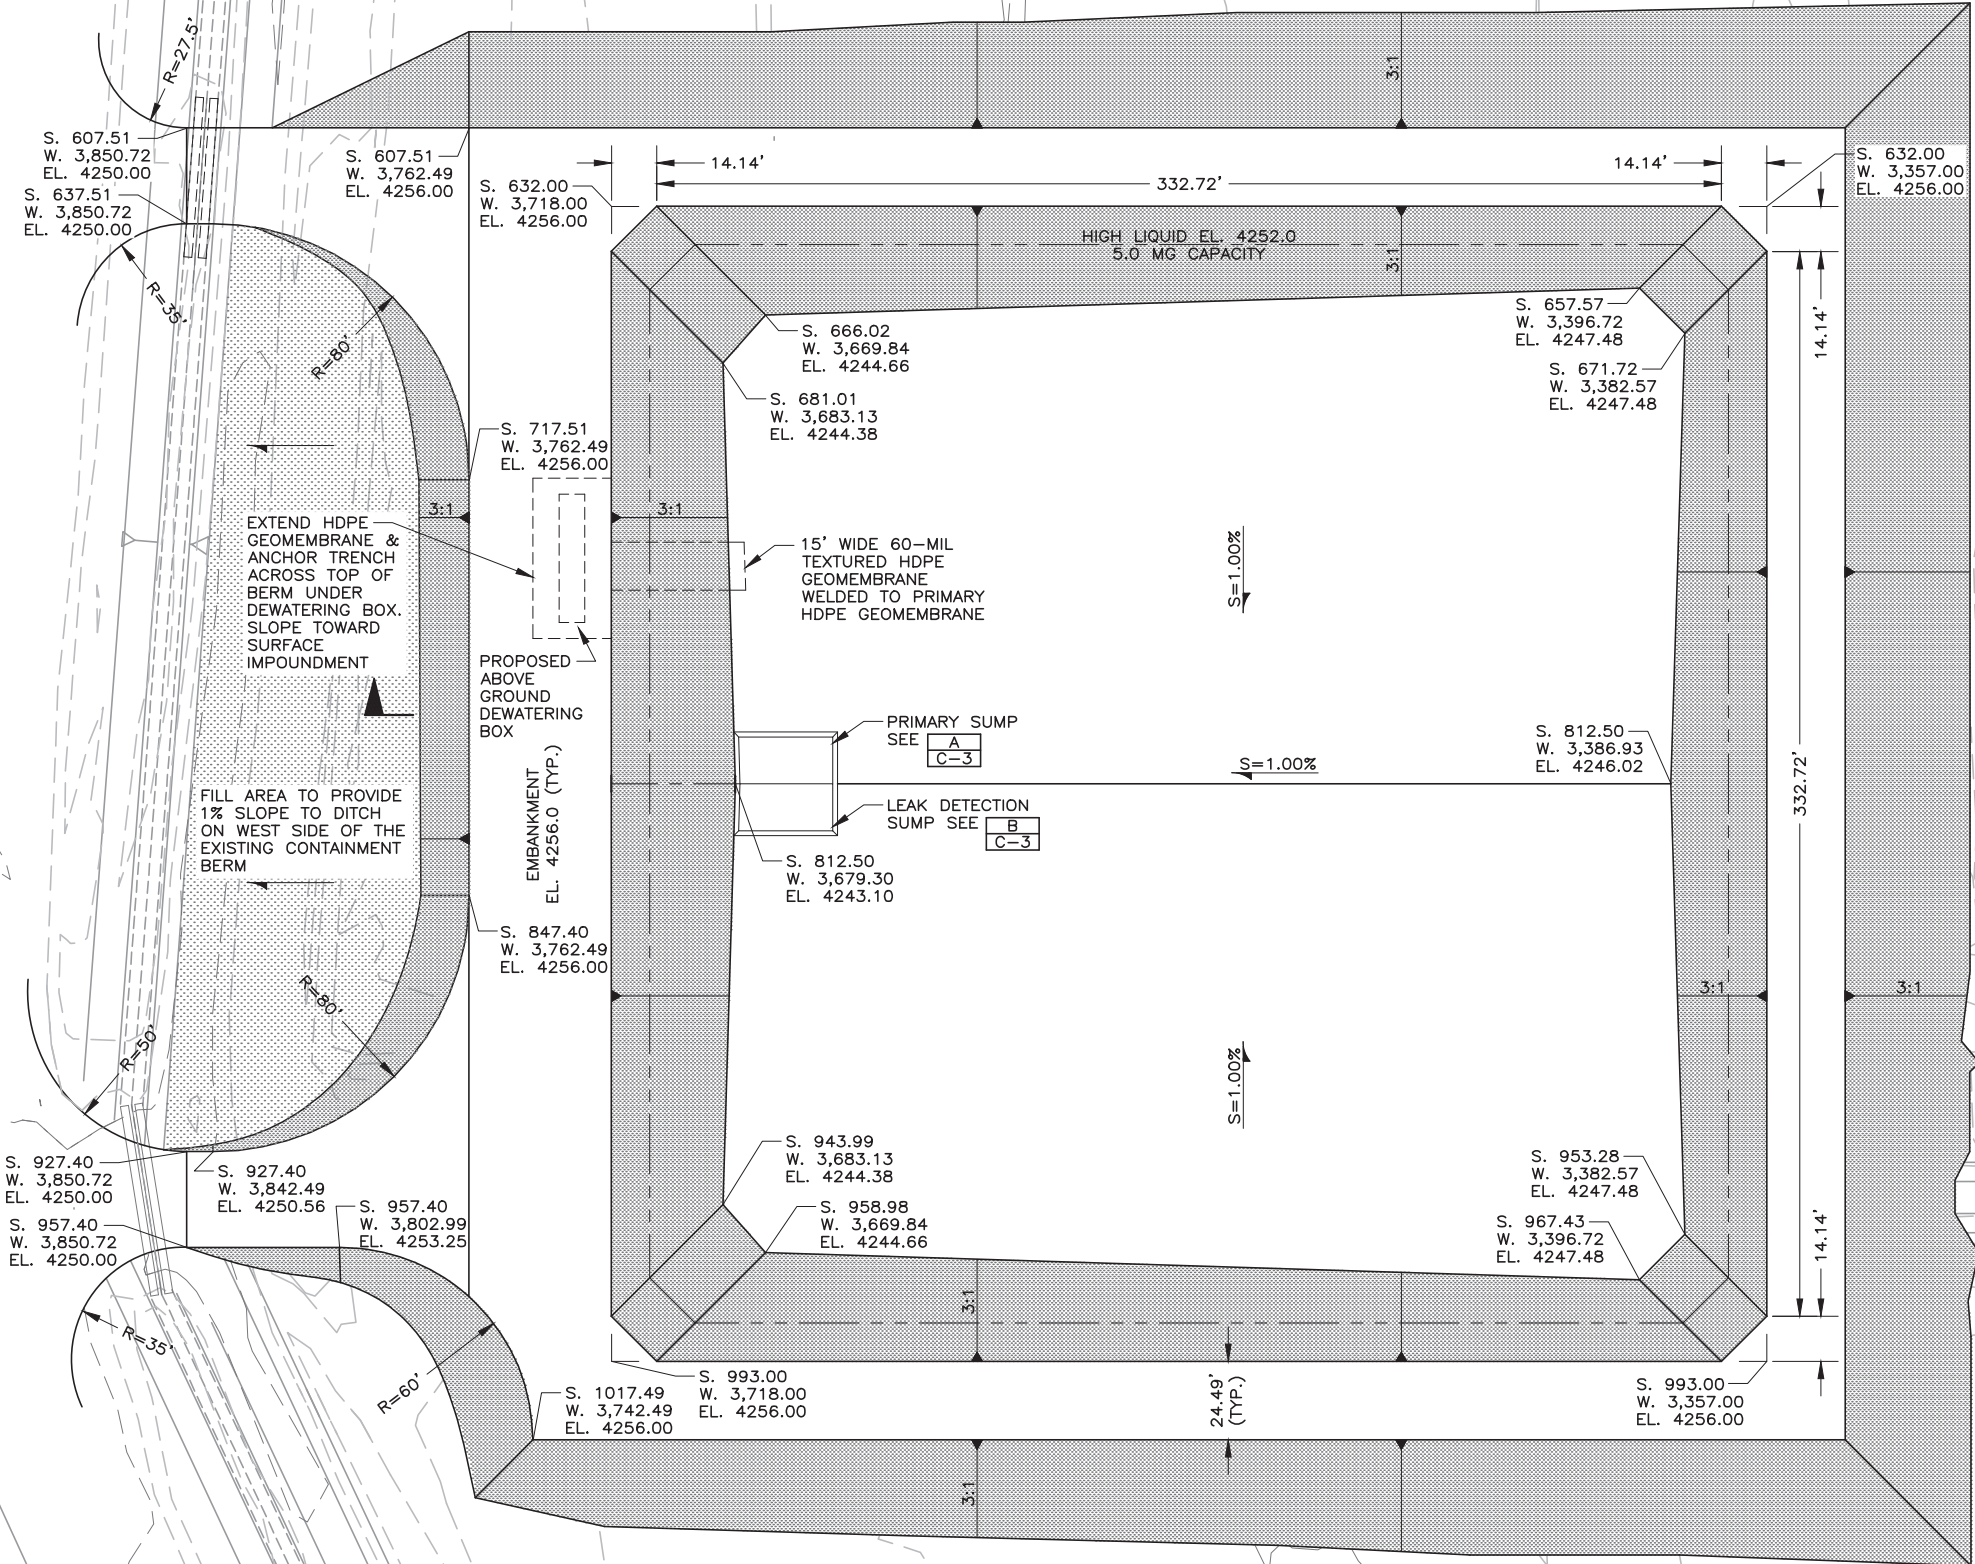 R=27.5'
S. 607.51
W. 3,850.72
EL. 4250.00
S. 637.51
W. 3,850.72
EL. 4250.00
S. 607.51
W. 3,762.49
EL. 4256.00
S. 632.00
W. 3,718.00
EL. 4256.00
14.14'
332.72'
14.14'
S. 632.00
W. 3,357.00
EL. 4256.00
3:1
HIGH LIQUID EL. 4252.0
5.0 MG CAPACITY
3:1
R=35'
R=80'
S. 666.02
W. 3,669.84
EL. 4244.66
S. 681.01
W. 3,683.13
EL. 4244.38
S. 657.57
W. 3,396.72
EL. 4247.48
S. 671.72
W. 3,382.57
EL. 4247.48
14.14'
S. 717.51
W. 3,762.49
EL. 4256.00
3:1
3:1
EXTEND HDPE
GEOMEMBRANE &
ANCHOR TRENCH
ACROSS TOP OF
BERM UNDER
DEWATERING BOX.
SLOPE TOWARD
SURFACE
IMPOUNDMENT
15' WIDE 60-MIL
TEXTURED HDPE
GEOMEMBRANE
WELDED TO PRIMARY
HDPE GEOMEMBRANE
S=1.00%
PROPOSED
ABOVE
GROUND
DEWATERING
BOX
PRIMARY SUMP
SEE
A
C-3
S=1.00%
S. 812.50
W. 3,386.93
EL. 4246.02
332.72'
EMBANKMENT
EL. 4256.0 (TYP.)
FILL AREA TO PROVIDE
1% SLOPE TO DITCH
ON WEST SIDE OF THE
EXISTING CONTAINMENT
BERM
LEAK DETECTION
SUMP SEE
B
C-3
S. 812.50
W. 3,679.30
EL. 4243.10
S. 847.40
W. 3,762.49
EL. 4256.00
R=80'
R=50'
3:1
3:1
S=1.00%
S. 927.40
W. 3,850.72
EL. 4250.00
S. 927.40
W. 3,842.49
EL. 4250.56
S. 957.40
W. 3,850.72
EL. 4250.00
S. 957.40
W. 3,802.99
EL. 4253.25
S. 943.99
W. 3,683.13
EL. 4244.38
S. 958.98
W. 3,669.84
EL. 4244.66
S. 953.28
W. 3,382.57
EL. 4247.48
S. 967.43
W. 3,396.72
EL. 4247.48
14.14'
3:1
R=35'
R=60'
S. 1017.49
W. 3,742.49
EL. 4256.00
S. 993.00
W. 3,718.00
EL. 4256.00
24.49'
(TYP.)
S. 993.00
W. 3,357.00
EL. 4256.00
3:1